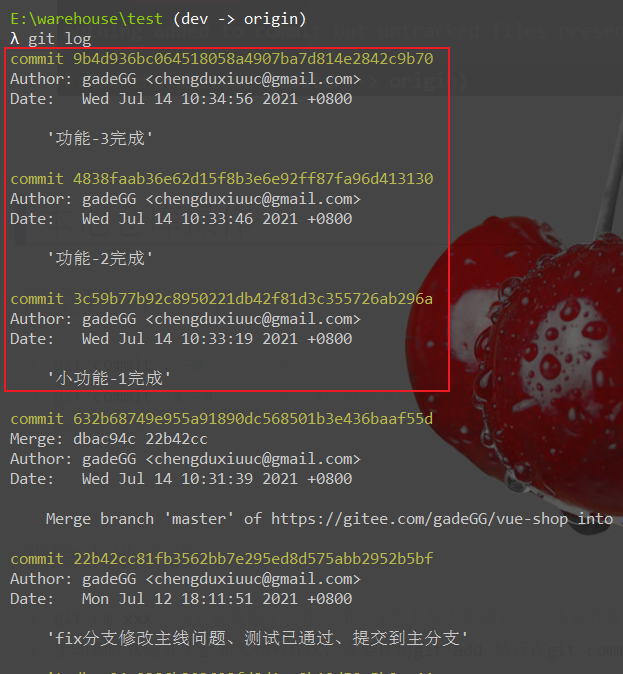 E:\warehouse\test (dev -> origin)
λ git log
commit 9b4d936bc064518058a4907ba7d814e2842c9b70
Author: gadeGG <chengduxiuuc@gmail.com>
Date:   Wed Jul 14 10:34:56 2021 +0800
'功能-3完成'
commit 4838faab36e62d15f8b3e6e92ff87fa96d413130
Author: gadeGG <chengduxiuuc@gmail.com>
Date:   Wed Jul 14 10:33:46 2021 +0800
'功能-2完成'
commit 3c59b77b92c8950221db42f81d3c355726ab296a
Author: gadeGG <chengduxiuuc@gmail.com>
Date:   Wed Jul 14 10:33:19 2021 +0800
'小功能-1完成'
commit 632b68749e955a91890dc568501b3e436baaf55d
Merge: dbac94c 22b42cc
Author: gadeGG <chengduxiuuc@gmail.com>
Date:   Wed Jul 14 10:31:39 2021 +0800
Merge branch 'master' of https://gitee.com/gadeGG/vue-shop into
commit 22b42cc81fb3562bb7e295ed8d575abb2952b5bf
Author: gadeGG <chengduxiuuc@gmail.com>
Date:   Mon Jul 12 18:11:51 2021 +0800
'fix分支修改主线问题、测试已通过、提交到主分支'